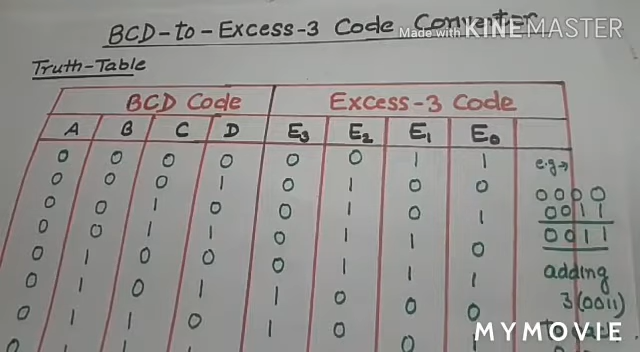 BCD-to-Excess-3 Code Converter
Made with KINEMASTER
Truth-Table
BCD Code Excess-3 Code
A B C D E3 E2 E1 E0
0 0 0 0 0 0 1 1 e.g→
0 0 0 1 0 1 0 0 0000
0 0 1 0 0 1 0 1 0011
0 0 1 1 0 1 1 0 0011
0 1 0 0 0 1 1 1 adding
0 1 0 1 1 0 0 0 3(0011)
0 1 1 0 1 0 0 1
0 1 1 1
MYMOVIE